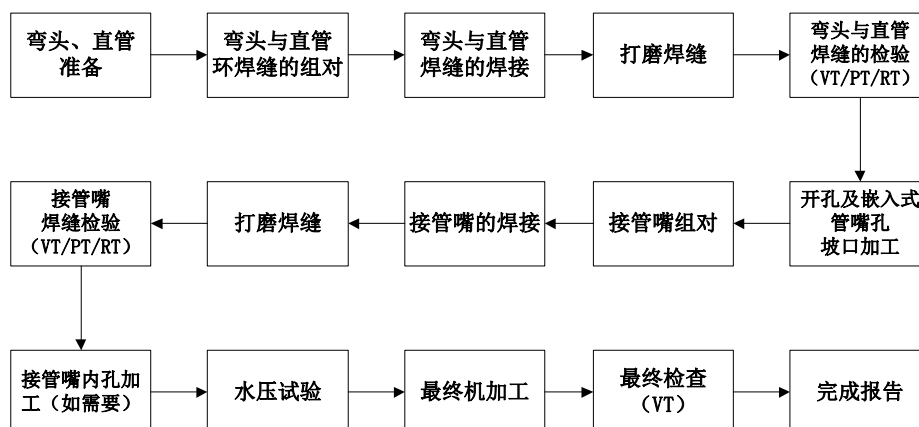 弯头、直管
准备
弯头与直管
环焊缝的组对
弯头与直管
焊缝的焊接
打磨焊缝
弯头与直管
焊缝的检验
（VT/PT/RT）
开孔及嵌入式
管嘴孔
坡口加工
接管嘴组对
接管嘴的焊接
打磨焊缝
接管嘴
焊缝检验
（VT/PT/RT）
接管嘴内孔加
工（如需要）
水压试验
最终机加工
最终检查
（VT）
完成报告